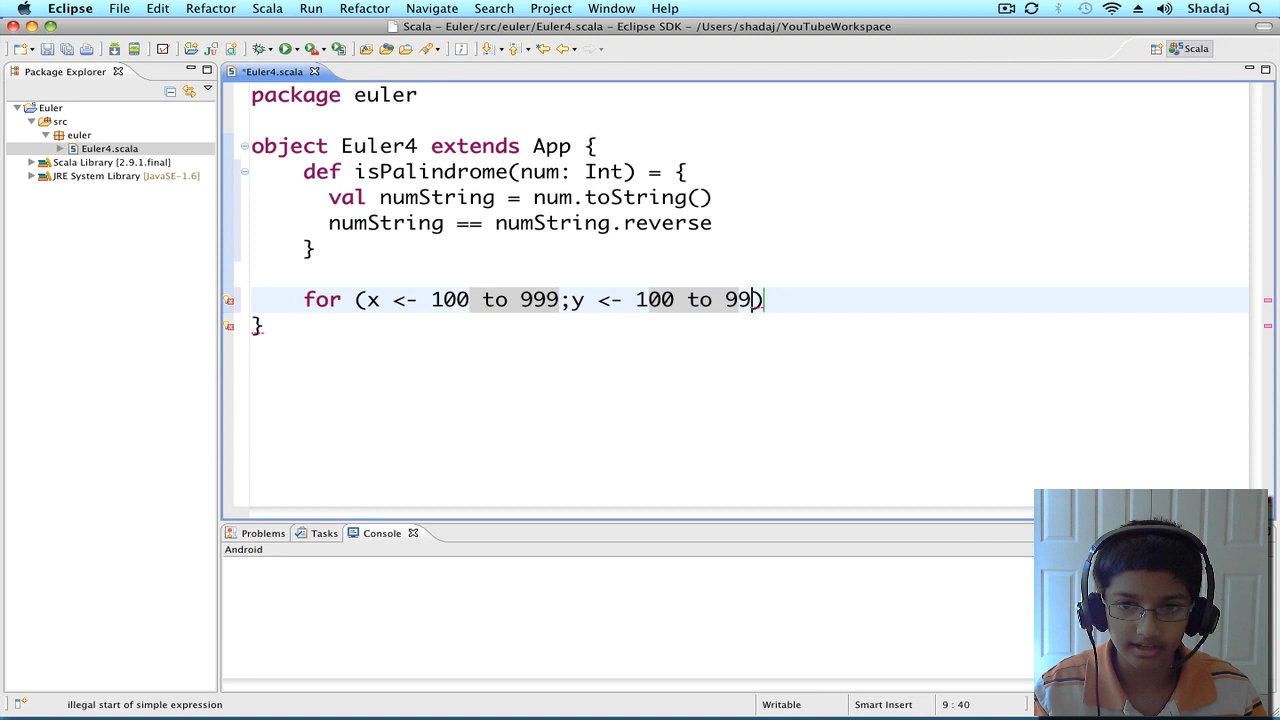 Eclipse File Edit Refactor Scala Run Refactor Navigate Search Project Window Help Shadaj
Scala – Euler/src/euler/Euler4.scala – Eclipse SDK – /Users/shadaj/YouTubeWorkspace
Scala
Package Explorer
*Euler4.scala
Euler
src
euler
Euler4.scala
Scala Library [2.9.1.final]
JRE System Library [JavaSE-1.6]
package euler
object Euler4 extends App {
def isPalindrome(num: Int) = {
val numString = num.toString()
numString == numString.reverse
}
for (x <- 100 to 999;y <- 100 to 99)
}
Problems Tasks Console
Android
illegal start of simple expression
Writable
Smart Insert
9 : 40